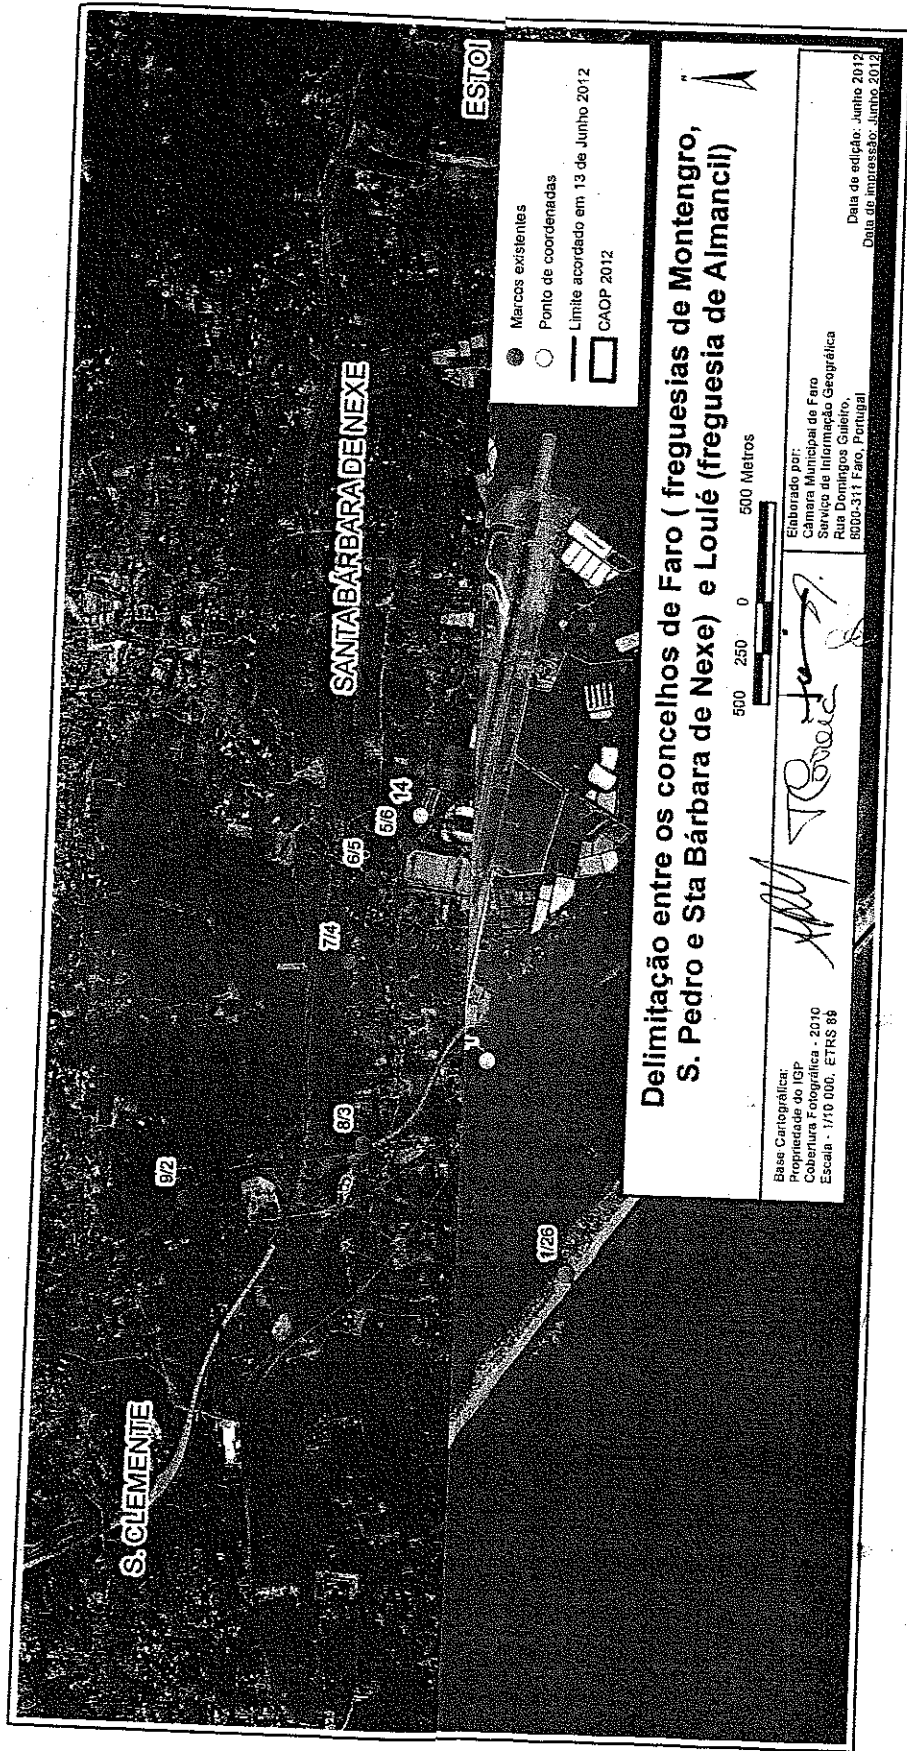 ESTOI
SANTA BÁRBARA DE NEXE
S. CLEMENTE
9/2
8/3
7/4
6/5
5/6
14
1/26
Marcos existentes
Ponto de coordenadas
Limite acordado em 13 de Junho 2012
CAOP 2012
Delimitação entre os concelhos de Faro ( freguesias de Montengro,
S. Pedro e Sta Bárbara de Nexe) e Loulé (freguesia de Almancil)
500 250 0 500 Metros
Base Cartográfica:
Propriedade do IGP
Cobertura Fotográfica - 2010
Escala - 1/10 000, ETRS 89
Elaborado por:
Câmara Municipal de Faro
Serviço de Informação Geográfica
Rua Domingos Guieiro,
8000-311 Faro, Portugal
Data de edição: Junho 2012
Data de impressão: Junho 2012